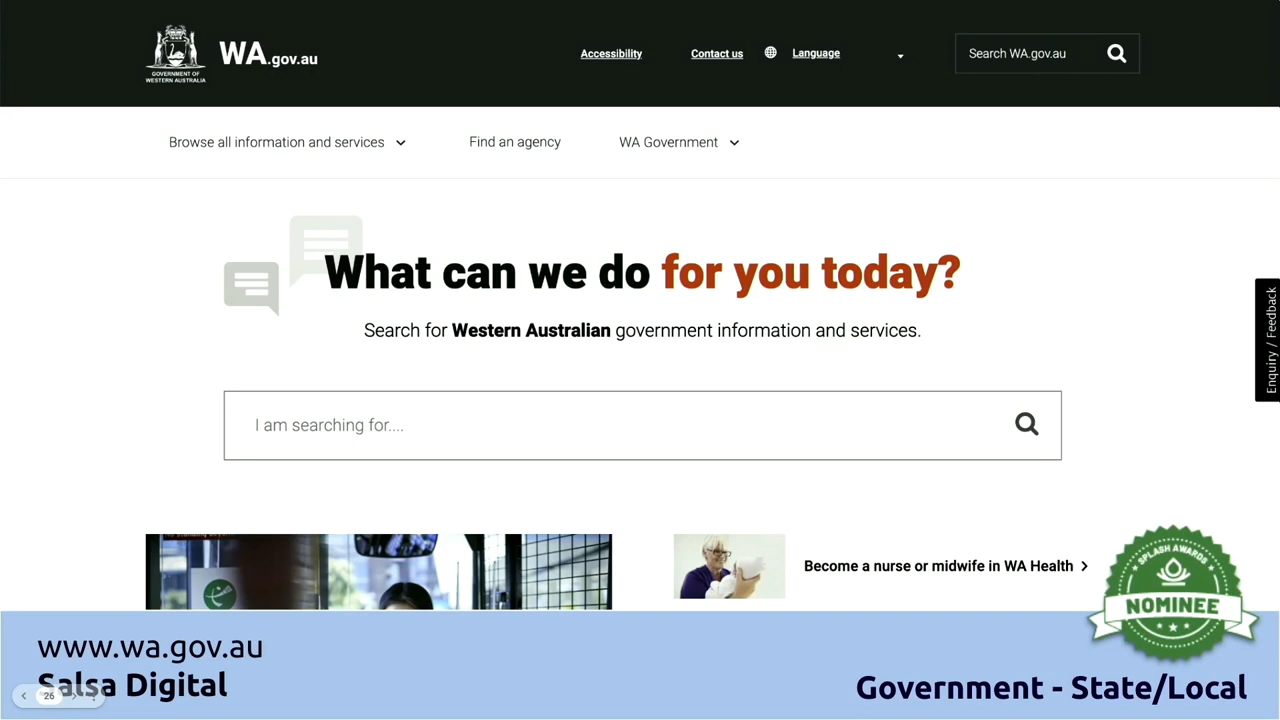 GOVERNMENT OF
WESTERN AUSTRALIA
WA.gov.au
Accessibility
Contact us
Language
Search WA.gov.au
Browse all information and services
Find an agency
WA Government
What can we do for you today?
Search for Western Australian government information and services.
Enquiry / Feedback
I am searching for....
Become a nurse or midwife in WA Health
SPLASH AWARDS
NOMINEE
www.wa.gov.au
Salsa Digital
26
Government - State/Local